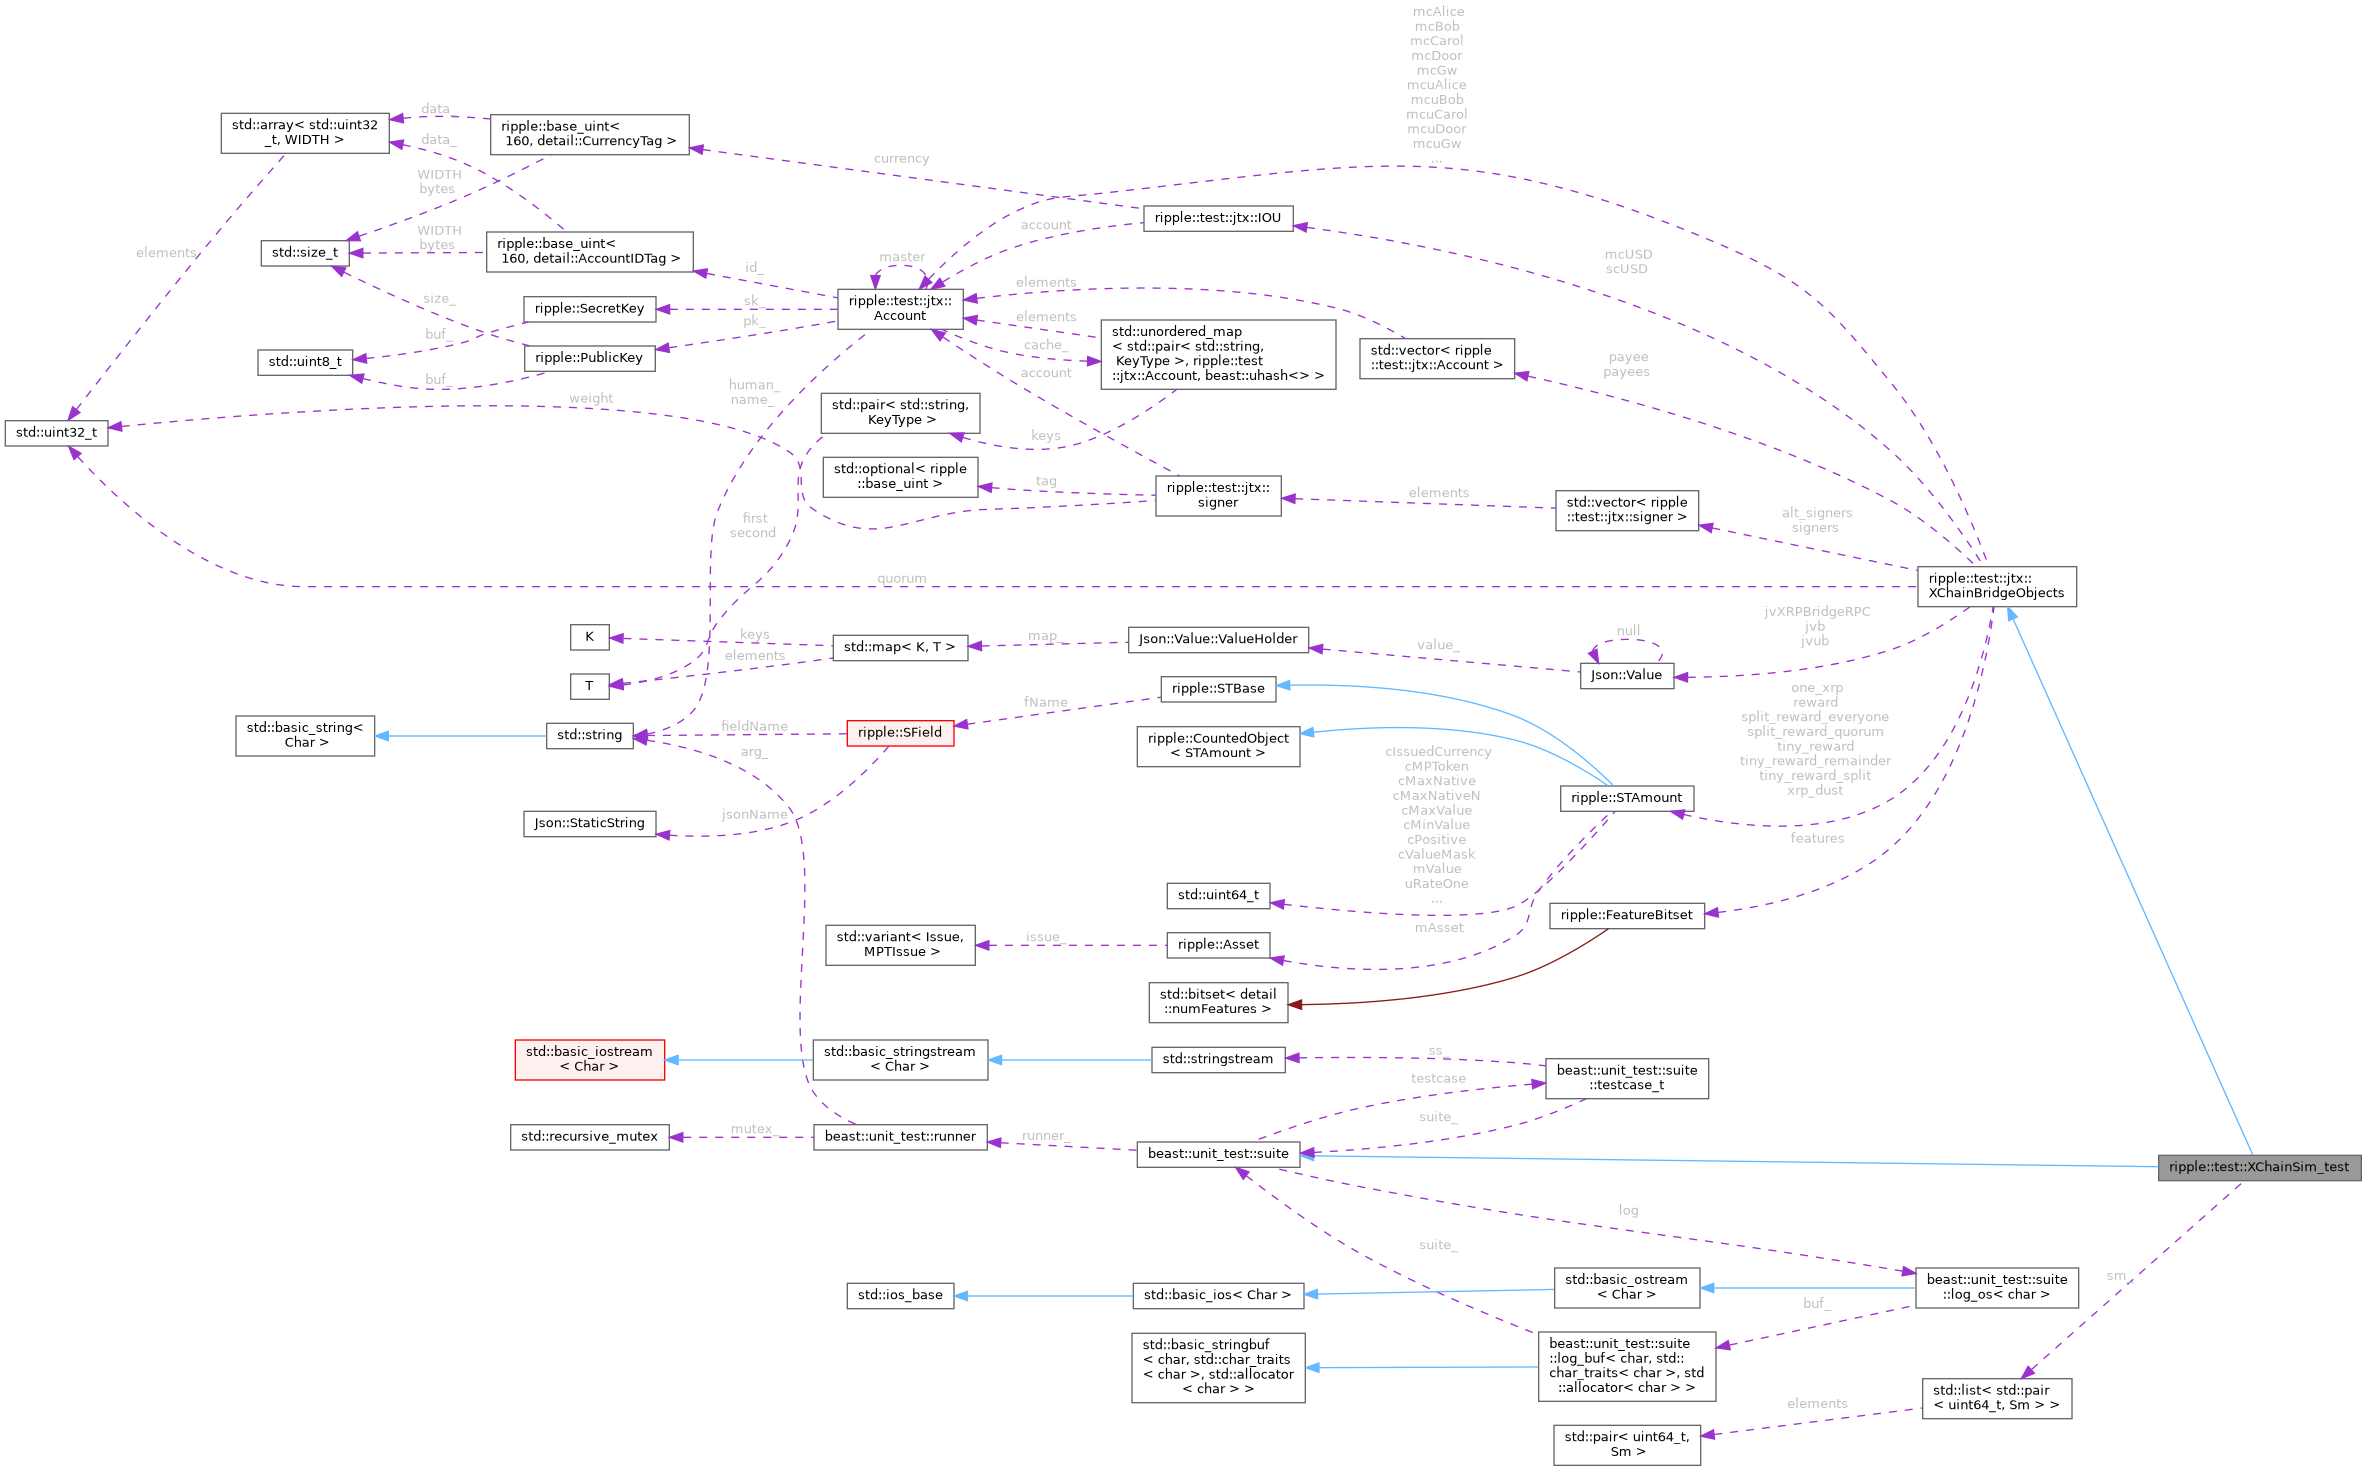 mcAlice
mcBob
mcCarol
mcDoor
mcGw
mcuAlice
mcuBob
mcuCarol
mcuDoor
mcuGw
...
std::array< std::uint32
_t, WIDTH >
data_
ripple::base_uint<
160, detail::CurrencyTag >
data_
currency
WIDTH
bytes
ripple::test::jtx::IOU
elements
std::size_t
WIDTH
bytes
ripple::base_uint<
160, detail::AccountIDTag >
account
master
mcUSD
scUSD
id_
elements
size_
ripple::SecretKey
sk_
ripple::test::jtx::
Account
elements
std::unordered_map
< std::pair< std::string,
KeyType >, ripple::test
::jtx::Account, beast::uhash<> >
pk_
buf_
std::uint8_t
ripple::PublicKey
cache_
std::vector< ripple
::test::jtx::Account >
payee
payees
account
buf_
human_
name_
weight
std::pair< std::string,
KeyType >
std::uint32_t
keys
std::optional< ripple
::base_uint >
tag
ripple::test::jtx::
signer
elements
std::vector< ripple
::test::jtx::signer >
alt_signers
signers
first
second
quorum
ripple::test::jtx::
XChainBridgeObjects
K
keys
std::map< K, T >
map_
Json::Value::ValueHolder
value_
null
Json::Value
jvXRPBridgeRPC
jvb
jvub
T
elements
ripple::STBase
fName
one_xrp
reward
split_reward_everyone
split_reward_quorum
tiny_reward
tiny_reward_remainder
tiny_reward_split
xrp_dust
std::basic_string<
Char >
std::string
fieldName
ripple::SField
arg_
ripple::CountedObject
< STAmount >
cIssuedCurrency
cMPToken
cMaxNative
cMaxNativeN
cMaxValue
cMinValue
cPositive
cValueMask
mValue
uRateOne
...
ripple::STAmount
Json::StaticString
jsonName
features
std::uint64_t
ripple::FeatureBitset
std::variant< Issue,
MPTIssue >
issue_
ripple::Asset
mAsset
std::bitset< detail
::numFeatures >
std::basic_iostream
< Char >
std::basic_stringstream
< Char >
std::stringstream
ss_
beast::unit_test::suite
::testcase_t
testcase
suite_
std::recursive_mutex
mutex_
beast::unit_test::runner
runner_
beast::unit_test::suite
ripple::test::XChainSim_test
log
suite_
sm_
std::ios_base
std::basic_ios< Char >
std::basic_ostream
< Char >
beast::unit_test::suite
::log_os< char >
buf_
std::basic_stringbuf
< char, std::char_traits
< char >, std::allocator
< char > >
beast::unit_test::suite
::log_buf< char, std::
char_traits< char >, std
::allocator< char > >
std::list< std::pair
< uint64_t, Sm > >
elements
std::pair< uint64_t,
Sm >